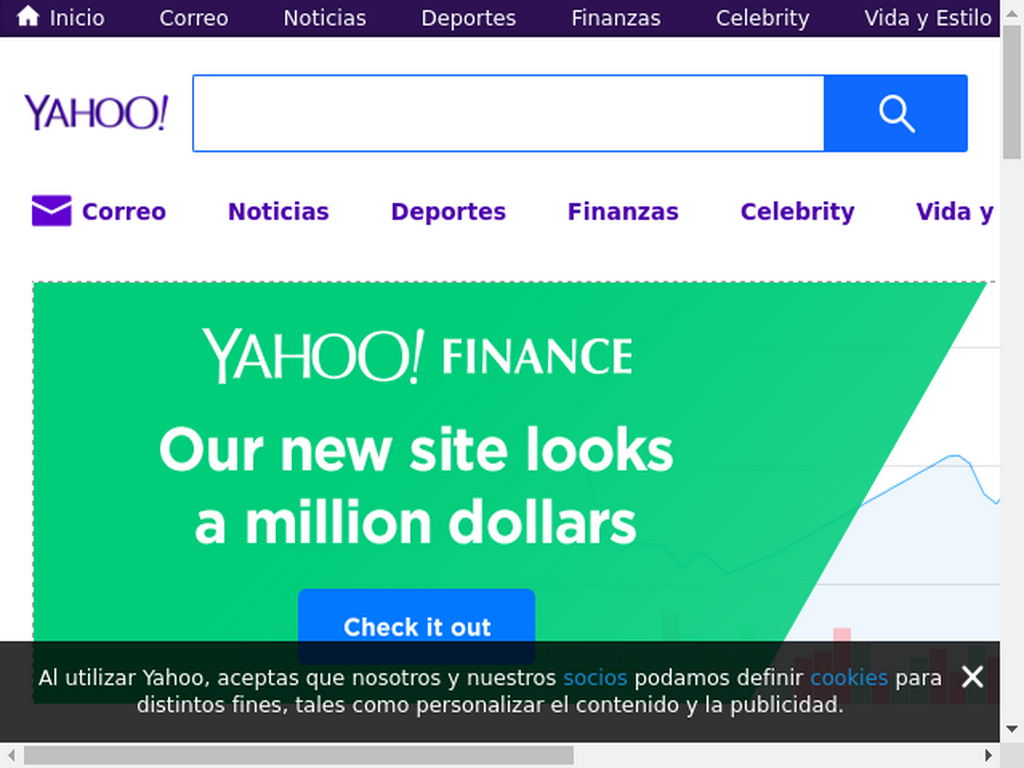 Inicio Correo Noticias Deportes Finanzas Celebrity Vida y Estilo
YAHOO!
Correo Noticias Deportes Finanzas Celebrity Vida y
YAHOO! FINANCE
Our new site looks
a million dollars
Check it out
Al utilizar Yahoo, aceptas que nosotros y nuestros socios podamos definir cookies para
distintos fines, tales como personalizar el contenido y la publicidad.